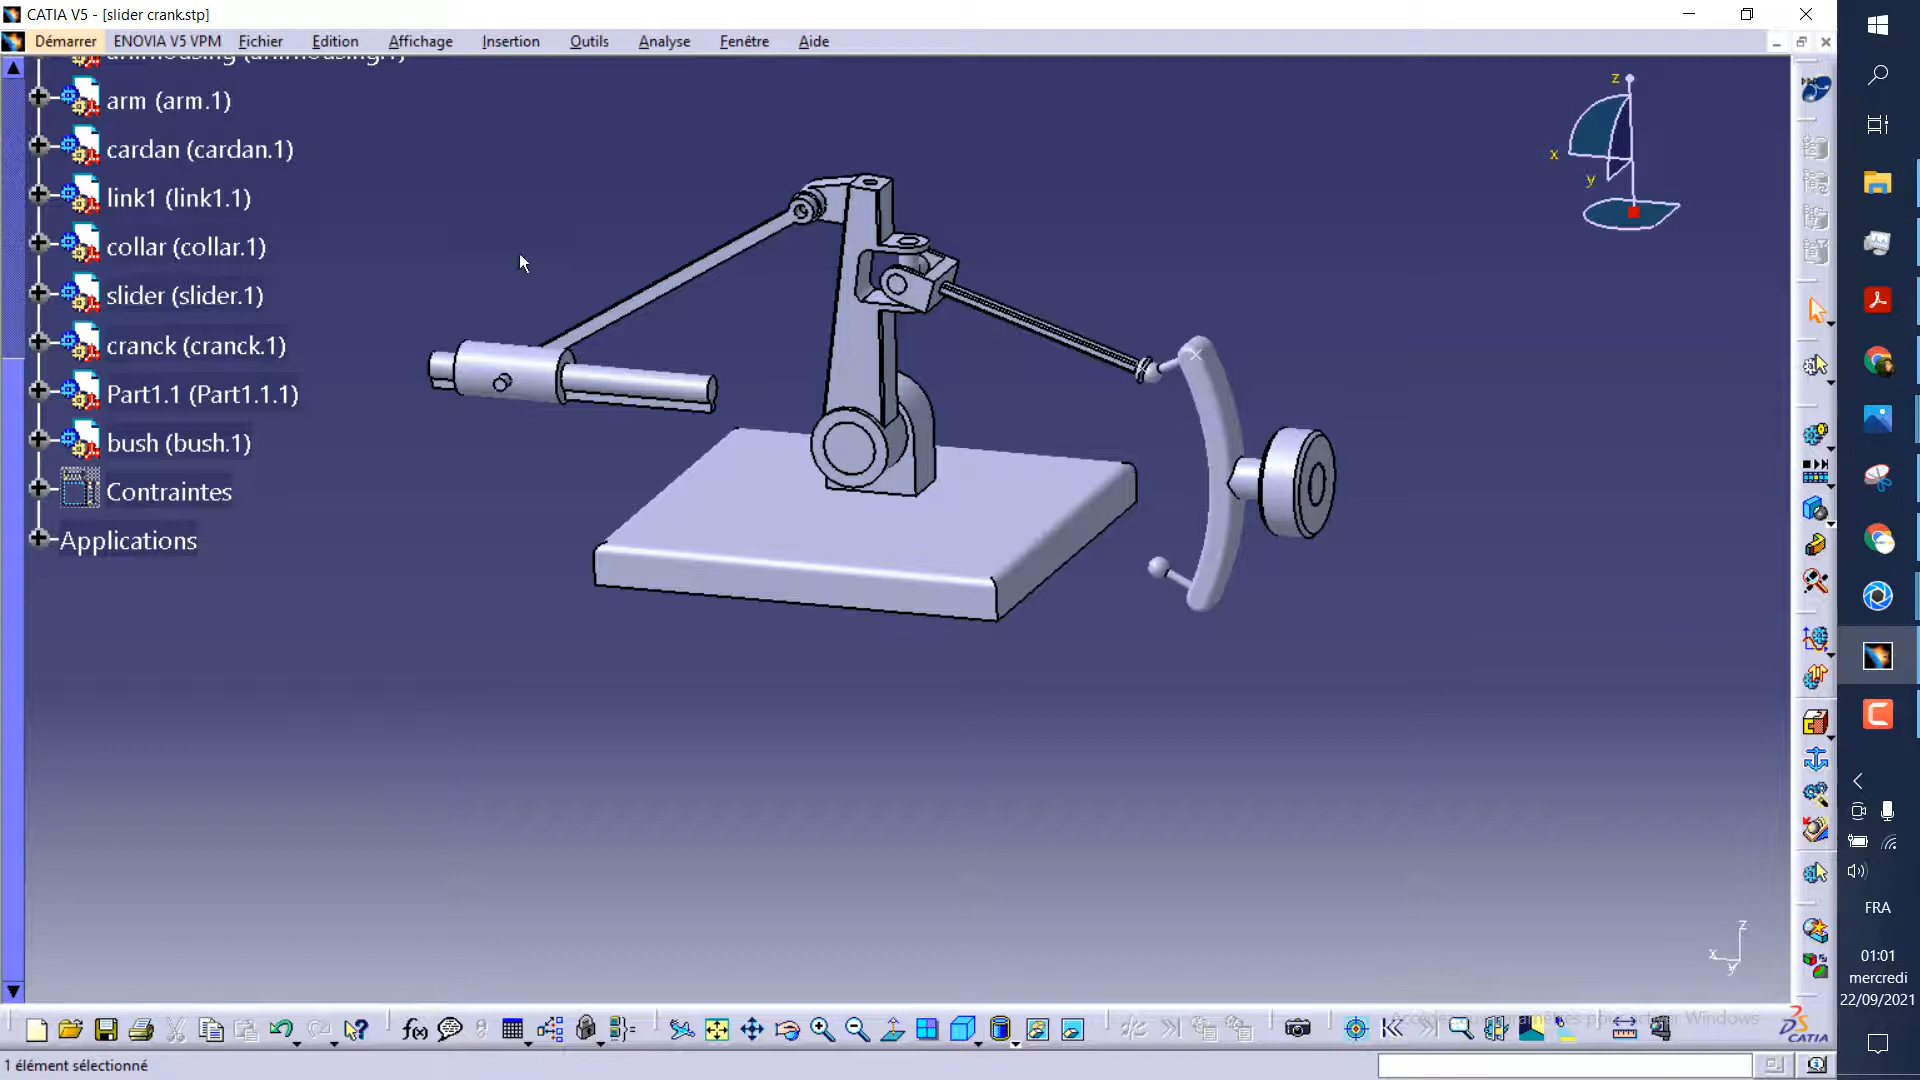 CATIA V5 - [slider crank.stp]
Démarrer ENOVIA V5 VPM Fichier Edition Affichage Insertion Outils Analyse Fenêtre Aide
arm (arm.1)
cardan (cardan.1)
link1 (link1.1)
collar (collar.1)
slider (slider.1)
cranck (cranck.1)
Part1.1 (Part1.1.1)
bush (bush.1)
Contraintes
Applications
z
x
y
z
x
y
FRA
01:01
mercredi
22/09/2021
f(x)
Windows
CATIA
1 élément sélectionné